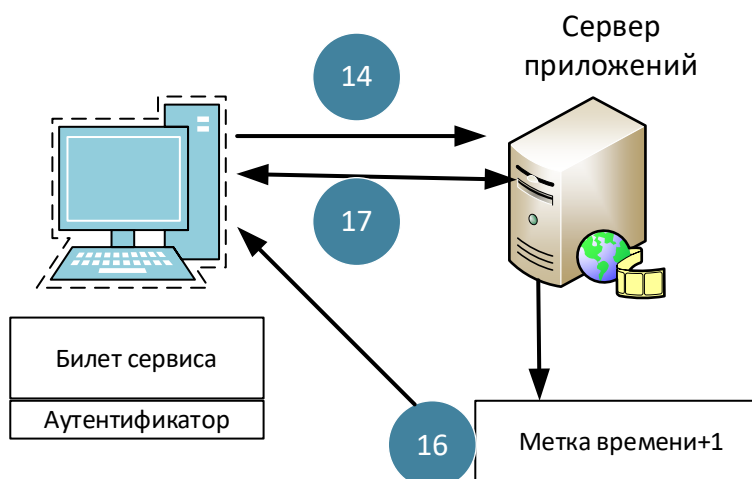 Сервер
приложений
14
17
Билет сервиса
Аутентификатор
16
Метка времени+1